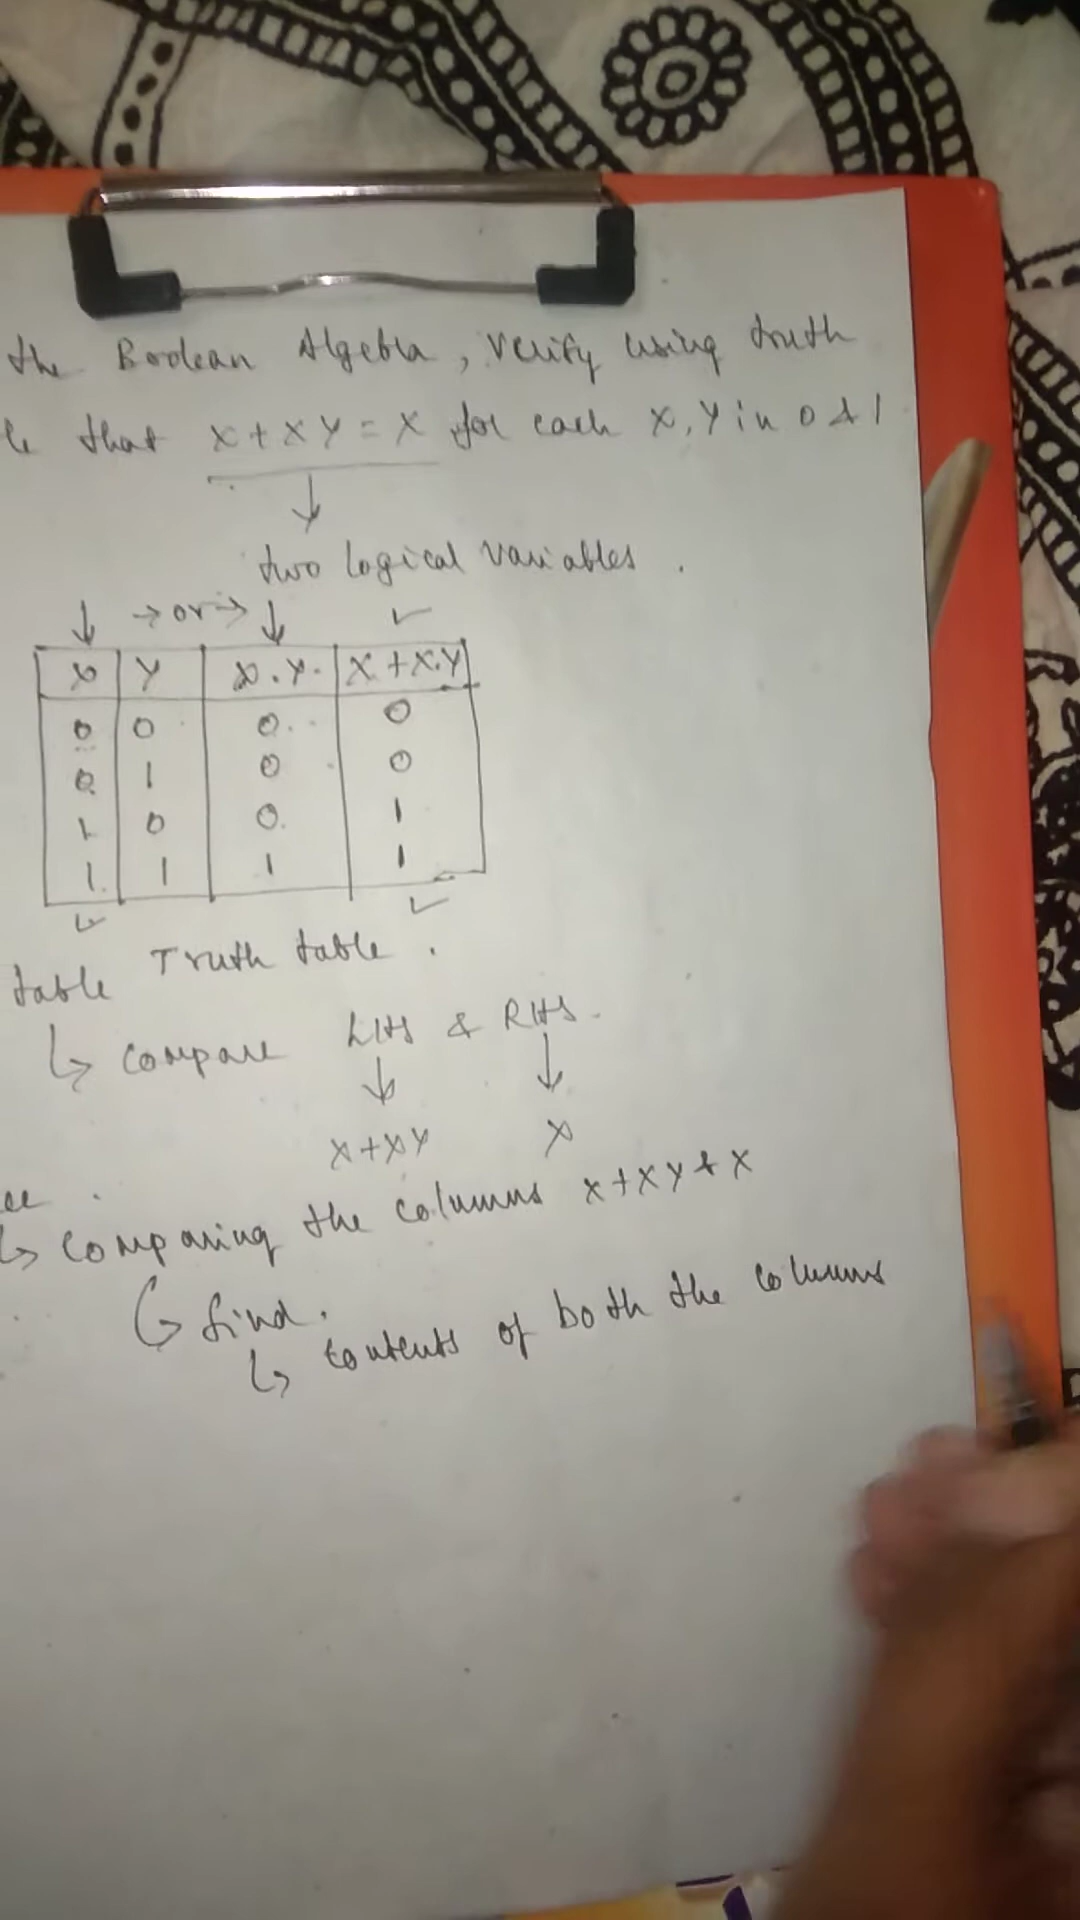 the Boolean Algebra, verify using truth
le that x + x y = x for each x, y in 0 & 1
two logical variables.
→ or →
x y x . y. x + x.y
0 0 0 0
0 1 0 0
1 0 0 1
1 1 1 1
Truth table.
table
compare LHS & RHS.
x + x y x
comparing the columns x + x y & x
find.
contents of both the columns